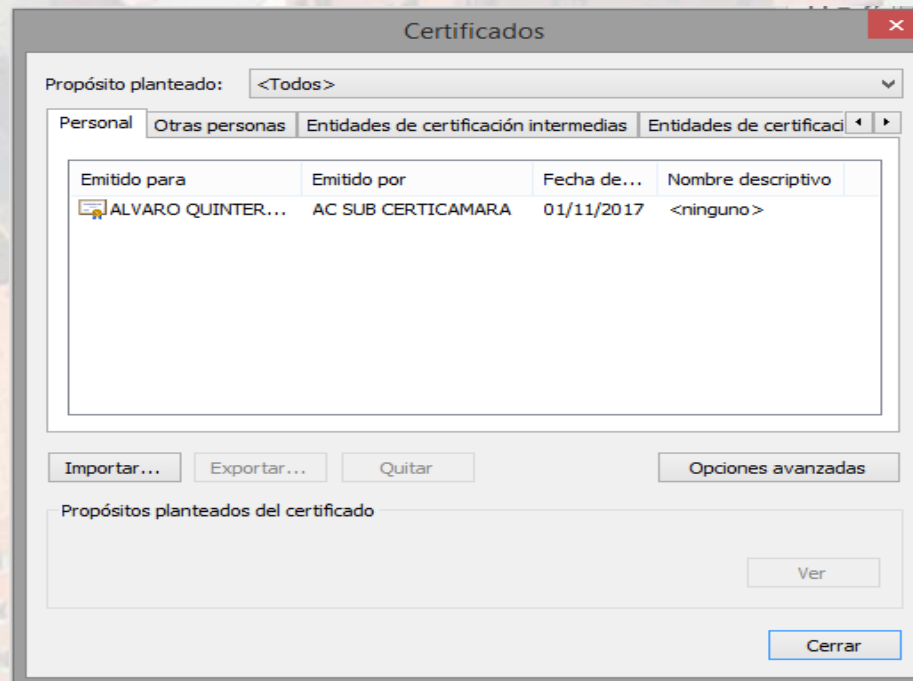 Certificados
Propósito planteado: <Todos>
Personal Otras personas Entidades de certificación intermedias Entidades de certificaci
Emitido para Emitido por Fecha de... Nombre descriptivo
ALVARO QUINTER... AC SUB CERTICAMARA 01/11/2017 <ninguno>
Importar... Exportar... Quitar Opciones avanzadas
Propósitos planteados del certificado
Ver
Cerrar